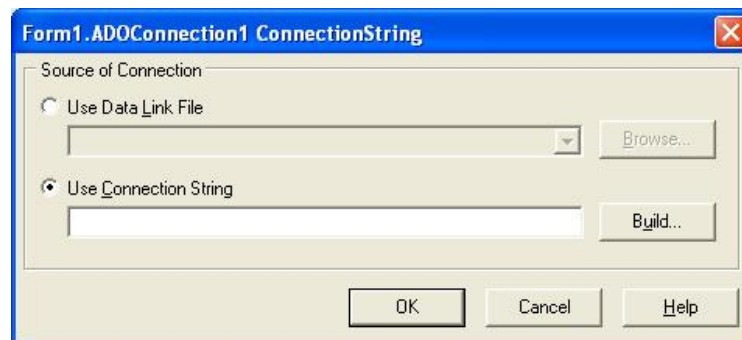 Form1.ADOConnection1 ConnectionString
Source of Connection
Use Data Link File
Browse...
Use Connection String
Build...
OK Cancel Help